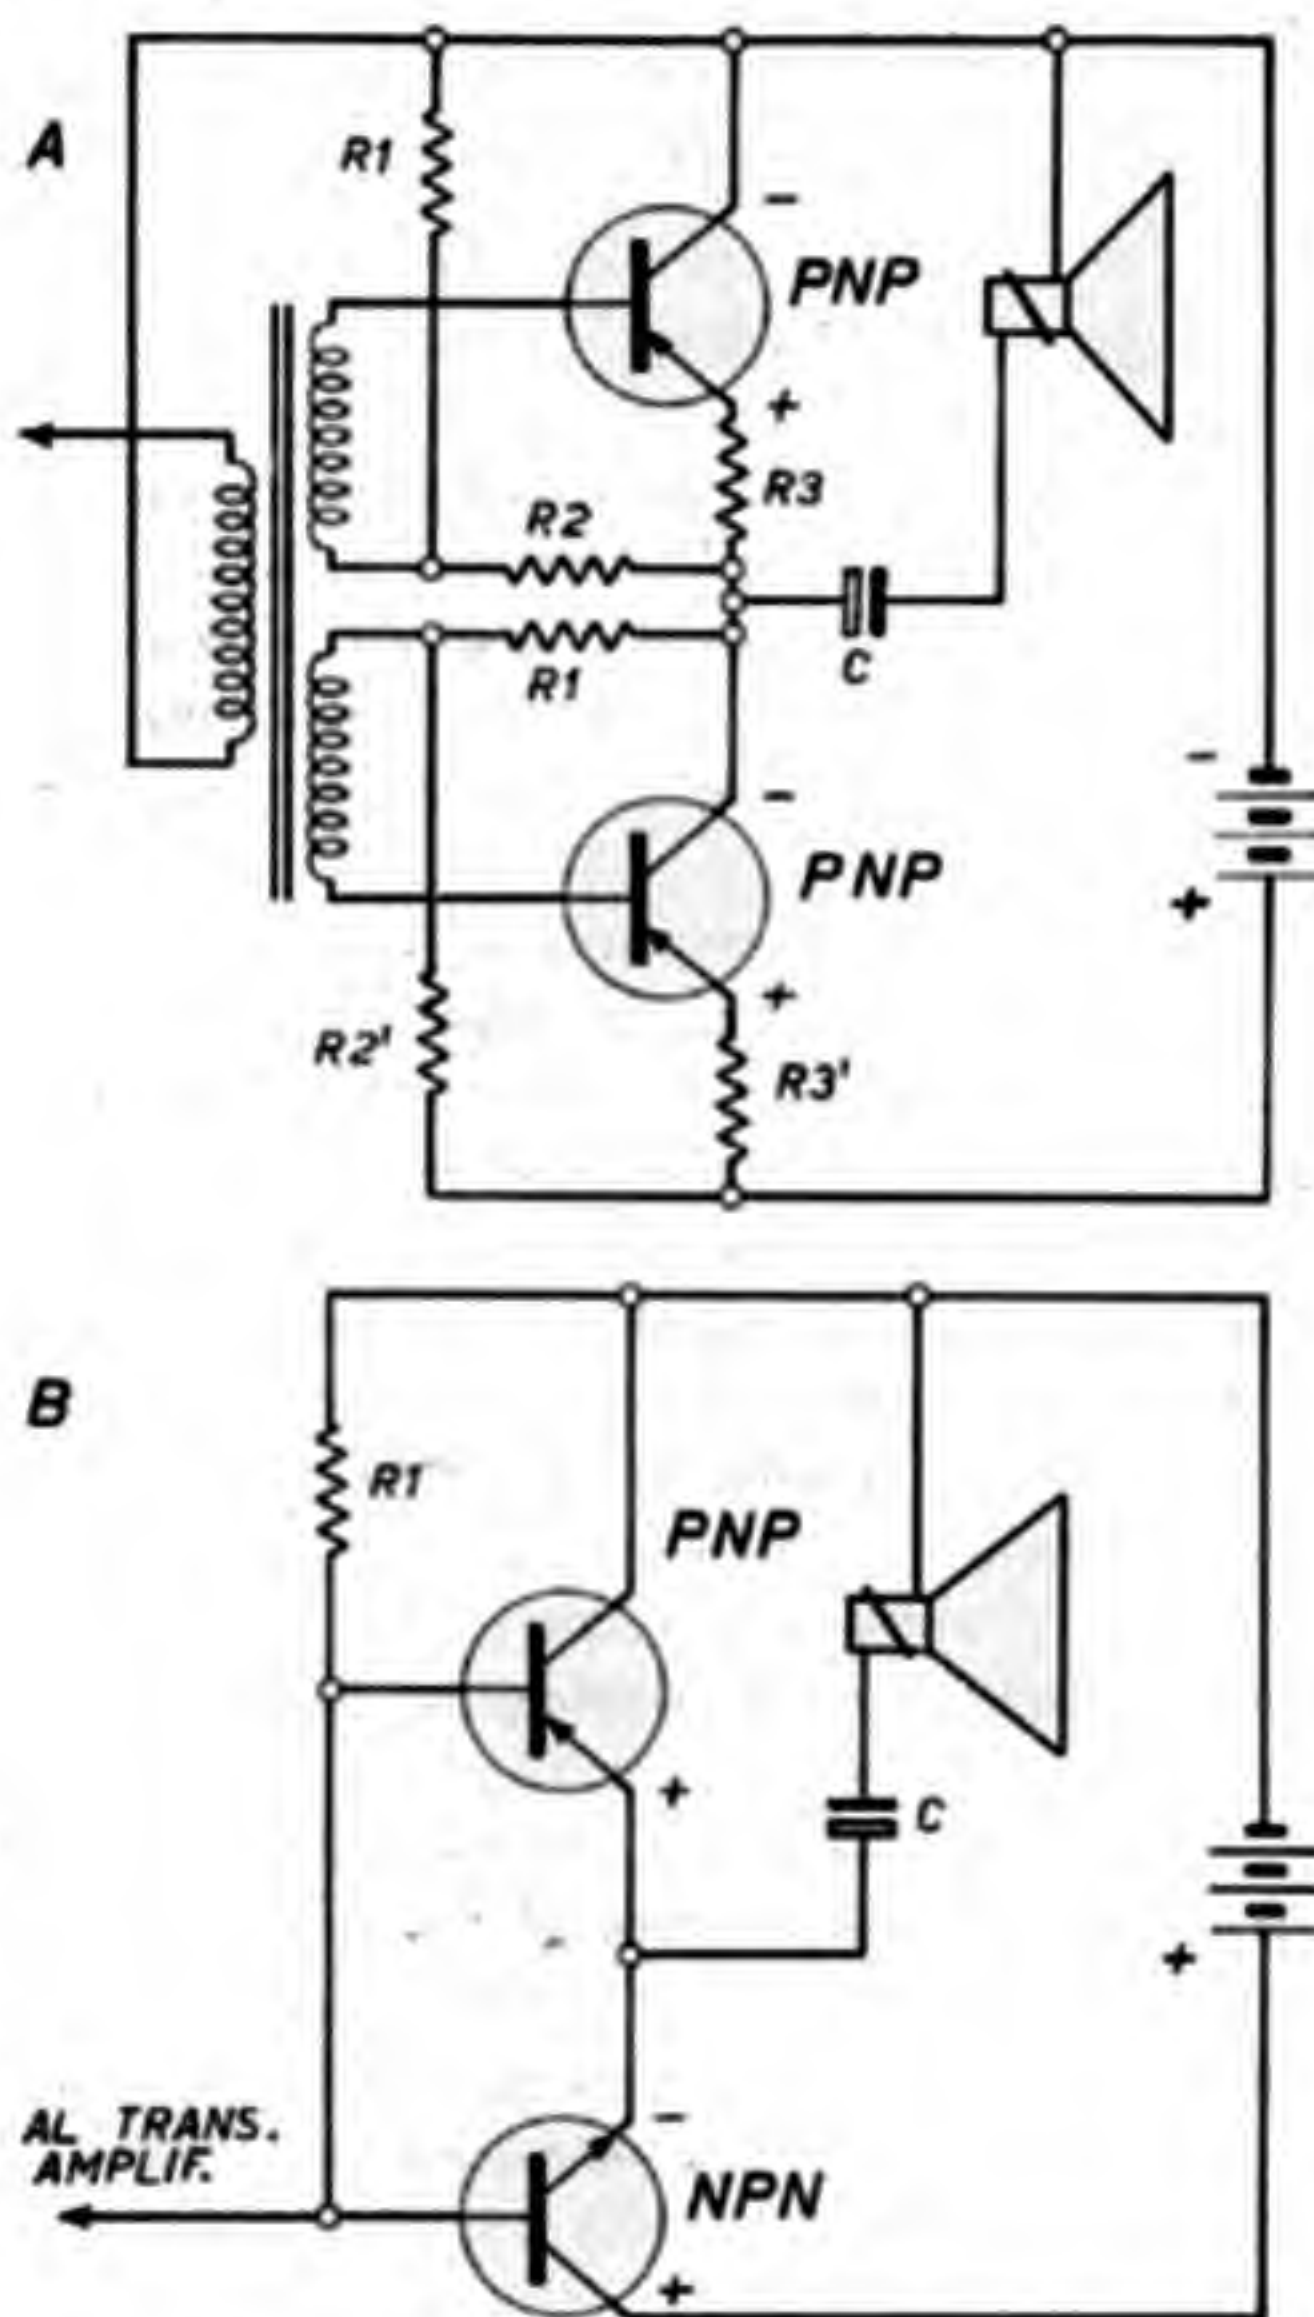 A
R1
-
PNP
+
R3
R2
R1
C
-
-
PNP
+
+
R2'
R3'
B
R1
PNP
+
C
+
AL TRANS.
AMPLIF.
-
NPN
+